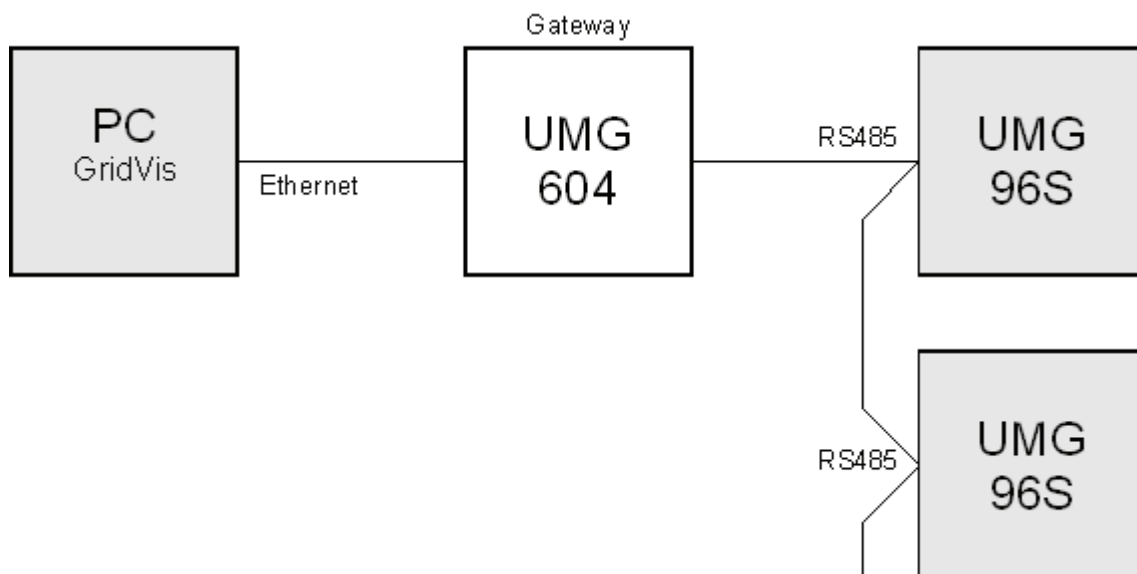 Gateway
PC
GridVis
Ethernet
UMG
604
RS485
UMG
96S
RS485
UMG
96S